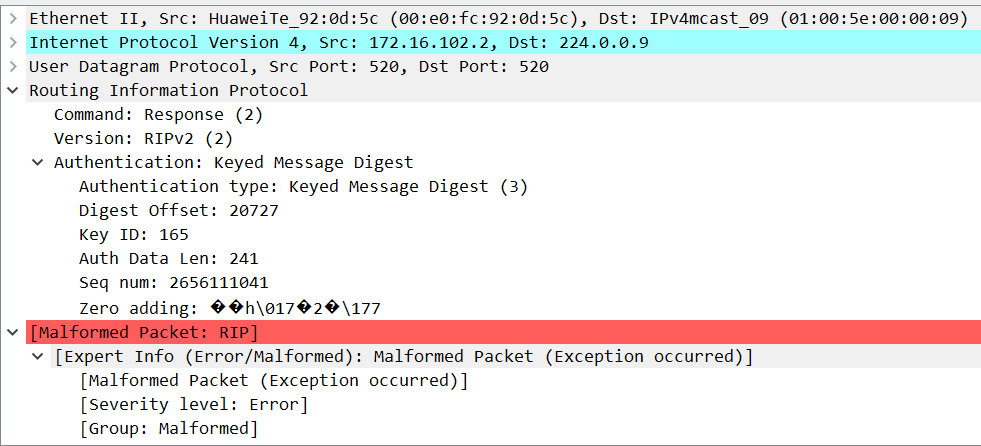 Ethernet II, Src: HuaweiTe_92:0d:5c (00:e0:fc:92:0d:5c), Dst: IPv4mcast_09 (01:00:5e:00:00:09)
Internet Protocol Version 4, Src: 172.16.102.2, Dst: 224.0.0.9
User Datagram Protocol, Src Port: 520, Dst Port: 520
Routing Information Protocol
Command: Response (2)
Version: RIPv2 (2)
Authentication: Keyed Message Digest
Authentication type: Keyed Message Digest (3)
Digest Offset: 20727
Key ID: 165
Auth Data Len: 241
Seq num: 2656111041
Zero adding: ��h\017�2�\177
[Malformed Packet: RIP]
[Expert Info (Error/Malformed): Malformed Packet (Exception occurred)]
[Malformed Packet (Exception occurred)]
[Severity level: Error]
[Group: Malformed]